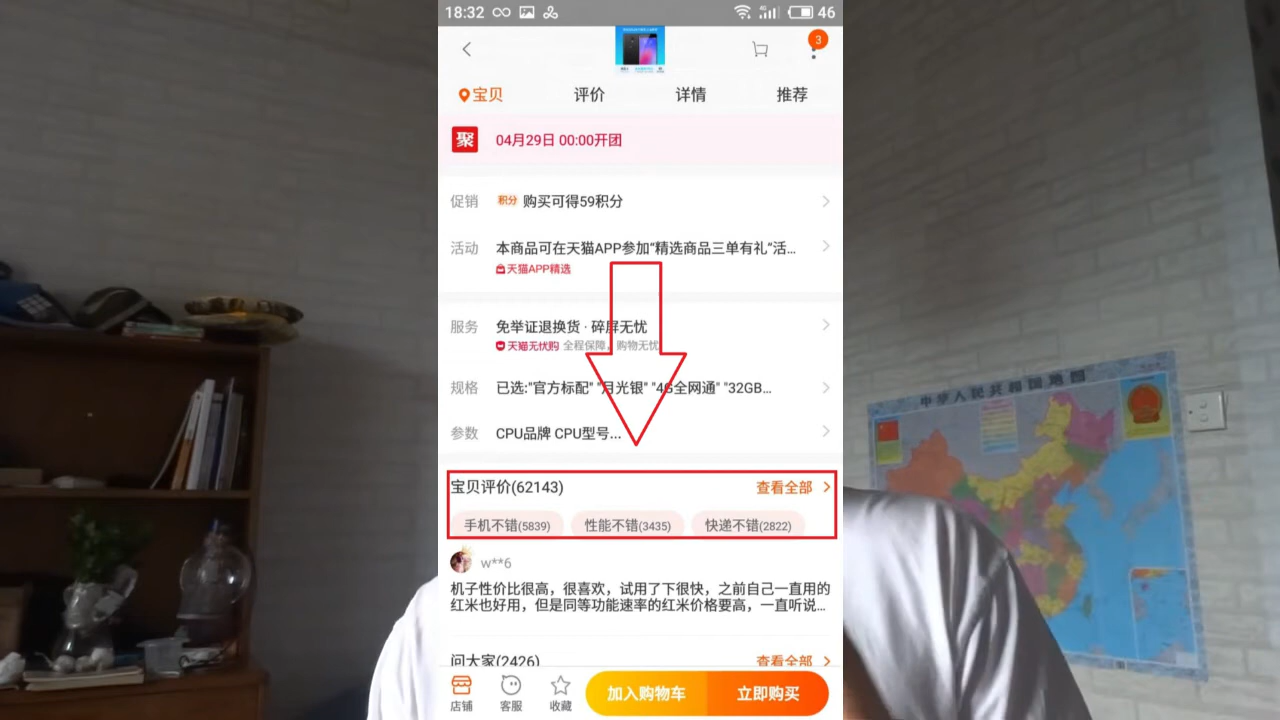 18:32
46
3
宝贝
评价
详情
推荐
聚
04月29日 00:00开团
促销
积分 购买可得59积分
活动
本商品可在天猫APP参加“精选商品三单有礼”活...
天猫APP精选
服务
免举证退换货 · 碎屏无忧
天猫无忧购 全程保障，购物无忧
规格
已选:"官方标配" "月光银" "4G全网通" "32GB...
参数
CPU品牌 CPU型号...
宝贝评价(62143)
查看全部
手机不错(5839)
性能不错(3435)
快递不错(2822)
w**6
机子性价比很高，很喜欢，试用了下很快，之前自己一直用的
红米也好用，但是同等功能速率的红米价格要高，一直听说...
问大家(2426)
查看全部
店铺
客服
收藏
加入购物车
立即购买
中华人民共和国地图